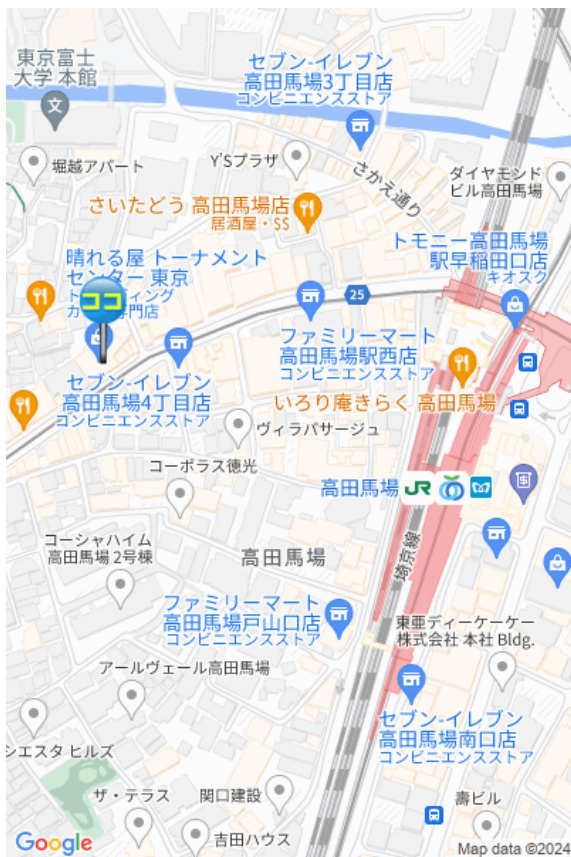 セブン-イレブン
高田馬場3丁目店
コンビニエンスストア
東京富士
大学 本館
文
堀越アパート
Y'Sプラザ
さかえ通り
ダイヤモンド
ビル高田馬場
さいたどう 高田馬場店
居酒屋・$$
トモニー高田馬場
駅早稲田口店
キオスク
晴れる屋 トーナメント
センター 東京
ココ
25
ファミリーマート
高田馬場駅西店
コンビニエンスストア
セブン-イレブン
高田馬場4丁目店
コンビニエンスストア
いろり庵きらく 高田馬場
ヴィラパサージュ
コーポラス徳光
高田馬場 JR
コーシャハイム
高田馬場 2号棟
高田馬場
埼京線
ファミリーマート
高田馬場戸山口店
コンビニエンスストア
東亜ディーケーケー
株式会社 本社 Bldg.
アールヴェール高田馬場
セブン-イレブン
高田馬場南口店
コンビニエンスストア
シエスタ ヒルズ
ザ・テラス
関口建設
壽ビル
吉田ハウス
Google
Map data ©2024